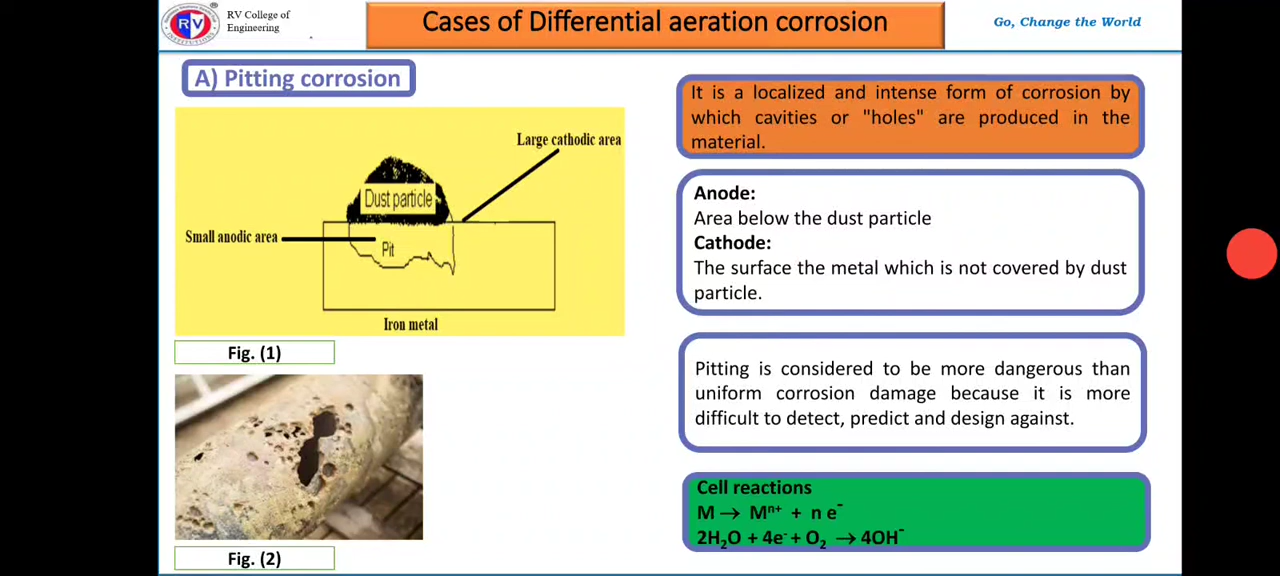 RV College of
Engineering
Cases of Differential aeration corrosion
Go, Change the World
A) Pitting corrosion
Large cathodic area
Dust particle
Small anodic area
Pit
Iron metal
Fig. (1)
Fig. (2)
It is a localized and intense form of corrosion by
which cavities or "holes" are produced in the
material.
Anode:
Area below the dust particle
Cathode:
The surface the metal which is not covered by dust
particle.
Pitting is considered to be more dangerous than
uniform corrosion damage because it is more
difficult to detect, predict and design against.
Cell reactions
M → Mⁿ⁺ + n e⁻
2H₂O + 4e⁻ + O₂ → 4OH⁻